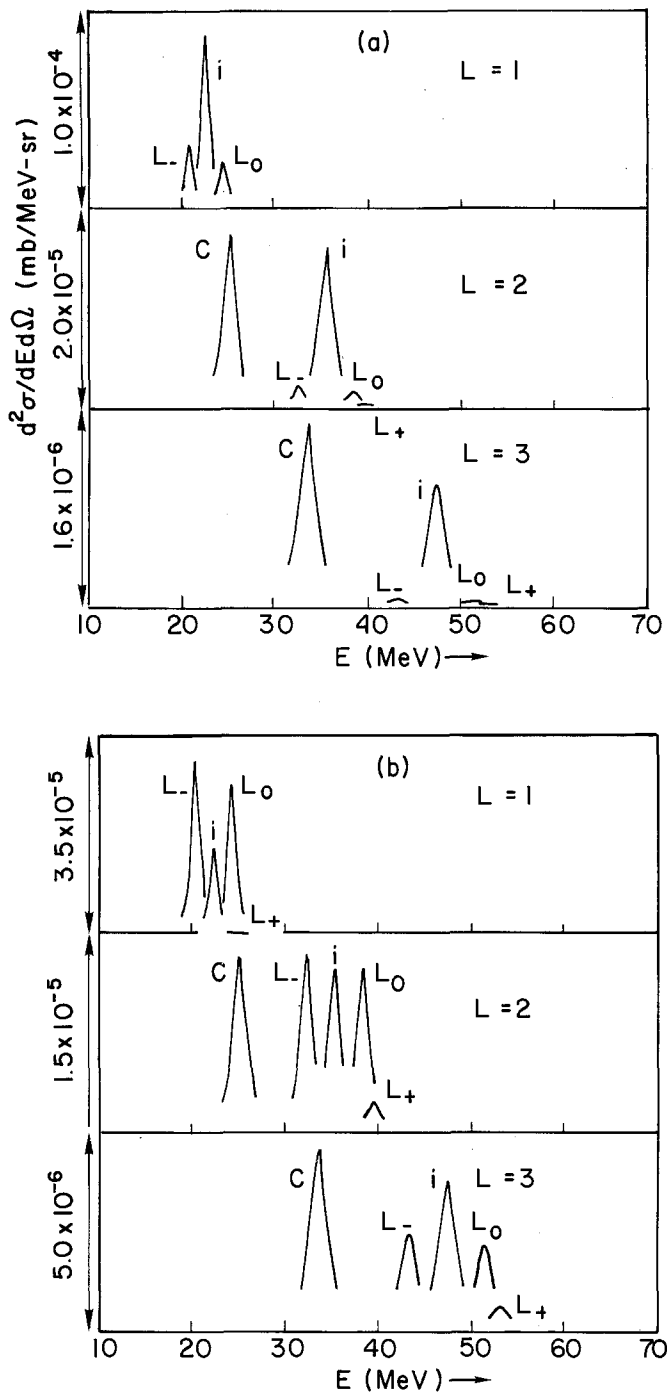 (a)
d²σ/dEdΩ (mb/MeV-sr)
1.0x10⁻⁴
L₋ i L₀
L = 1
2.0x10⁻⁵
C i
L₋ L₀
L₊
L = 2
1.6x10⁻⁶
C i
L₋ L₀ L₊
L = 3
10 20 30 40 50 60 70
E (MeV) →
(b)
3.5x10⁻⁵
L₋ i L₀
L₊
L = 1
1.5x10⁻⁵
C L₋ i L₀
L₊
L = 2
5.0x10⁻⁶
C L₋ i L₀
L₊
L = 3
10 20 30 40 50 60 70
E (MeV) →